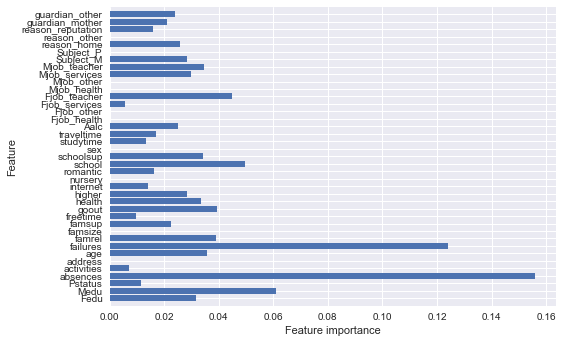 guardian_other
guardian_mother
reason_reputation
reason_other
reason_home
Subject_P
Subject_M
Mjob_teacher
Mjob_services
Mjob_other
Mjob_health
Fjob_teacher
Fjob_services
Fjob_other
Fjob_health
Aalc
traveltime
studytime
sex
schoolsup
school
romantic
nursery
internet
higher
health
goout
freetime
famsup
famsize
famrel
failures
age
address
activities
absences
Pstatus
Medu
Fedu
Feature
0.00 0.02 0.04 0.06 0.08 0.10 0.12 0.14 0.16
Feature importance